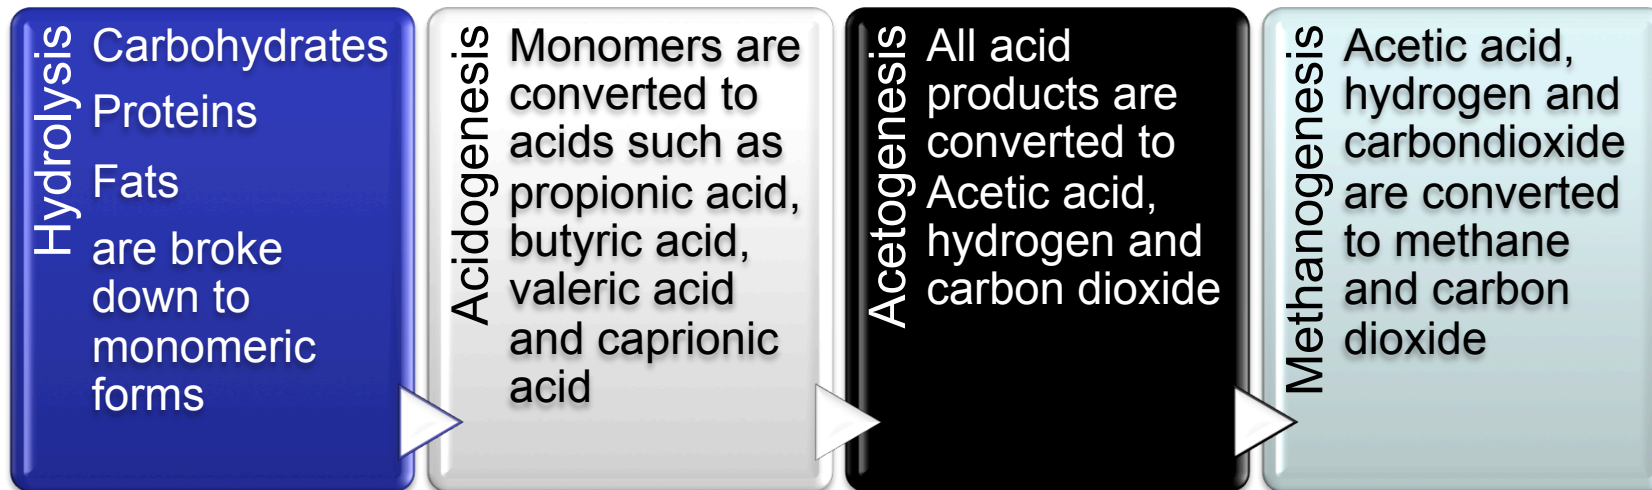 Hydrolysis
Carbohydrates
Proteins
Fats
are broke
down to
monomeric
forms
Acidogenesis
Monomers are
converted to
acids such as
propionic acid,
butyric acid,
valeric acid
and caprionic
acid
Acetogenesis
All acid
products are
converted to
Acetic acid,
hydrogen and
carbon dioxide
Methanogenesis
Acetic acid,
hydrogen and
carbondioxide
are converted
to methane
and carbon
dioxide